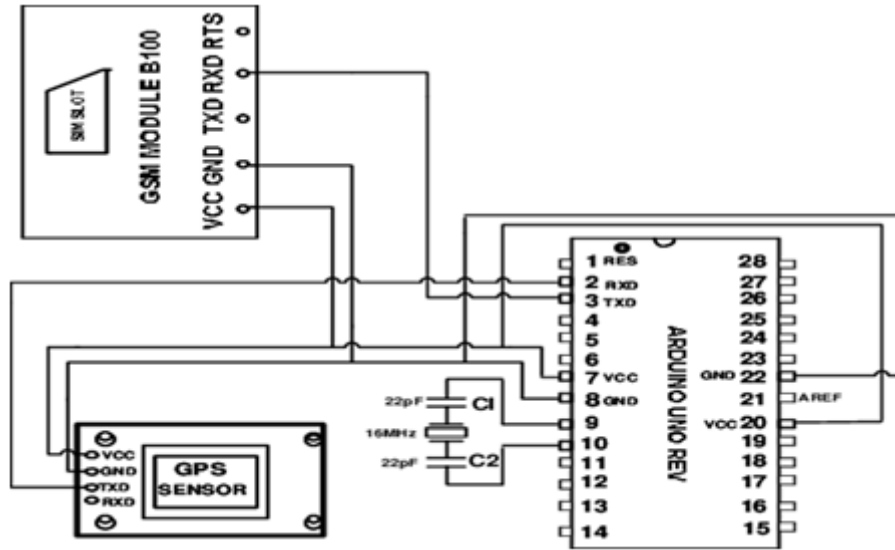 SIM SLOT
GSM MODULE B100
VCC GND TXD RXD RTS
1 RES
2 RXD
3 TXD
4
5
6
7 VCC
8 GND
9
10
11
12
13
14
ARDUINO UNO REV
28
27
26
25
24
23
GND 22
21 AREF
VCC 20
19
18
17
16
15
22pF C1
16MHz
22pF C2
VCC
GND
TXD
RXD
GPS
SENSOR